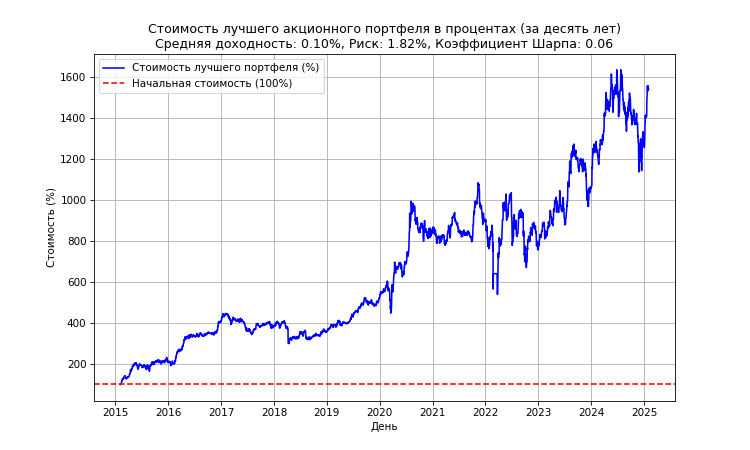 Стоимость лучшего акционного портфеля в процентах (за десять лет)
Средняя доходность: 0.10%, Риск: 1.82%, Коэффициент Шарпа: 0.06
Стоимость лучшего портфеля (%)
Начальная стоимость (100%)
Стоимость (%)
1600
1400
1200
1000
800
600
400
200
2015 2016 2017 2018 2019 2020 2021 2022 2023 2024 2025
День